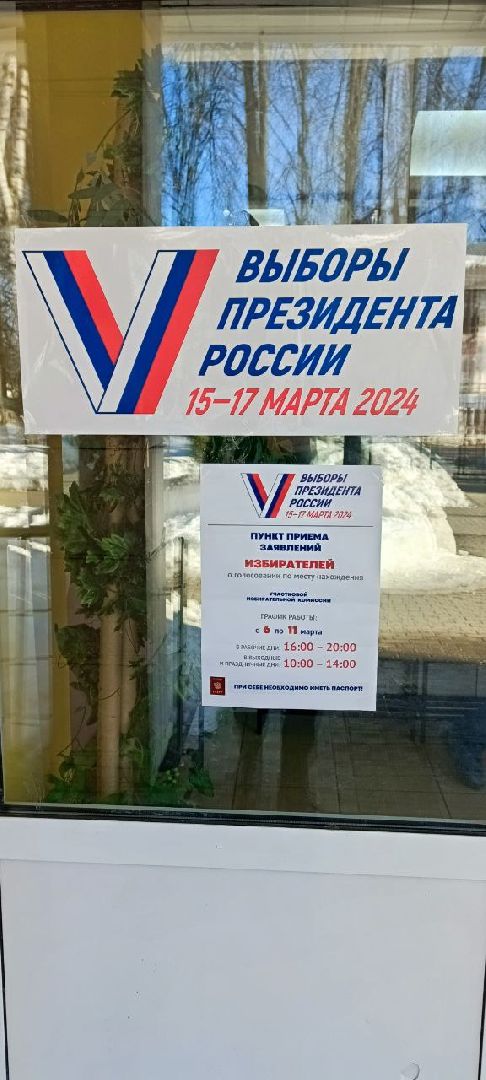 ВЫБОРЫ
ПРЕЗИДЕНТА
РОССИИ
15–17 МАРТА 2024
ВЫБОРЫ
ПРЕЗИДЕНТА
РОССИИ
15–17 МАРТА 2024
ПУНКТ ПРИЕМА
ЗАЯВЛЕНИЙ
ИЗБИРАТЕЛЕЙ
о голосовании по месту нахождения
УЧАСТКОВОЙ
ИЗБИРАТЕЛЬНОЙ КОМИССИИ
ГРАФИК РАБОТЫ:
с 6 по 11 марта
В РАБОЧИЕ ДНИ: 16:00 – 20:00
В ВЫХОДНЫЕ
И ПРАЗДНИЧНЫЕ ДНИ: 10:00 – 14:00
ПРИ СЕБЕ НЕОБХОДИМО ИМЕТЬ ПАСПОРТ!